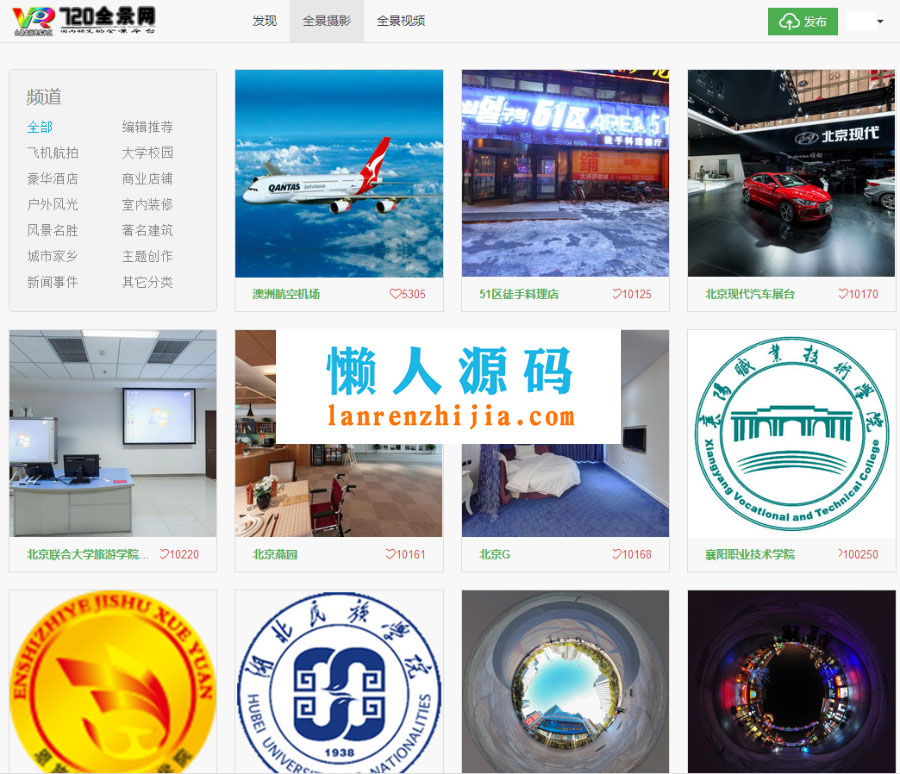 VR 720全景网
发现 全景摄影 全景视频
发布
频道
全部 编辑推荐
飞机航拍 大学校园
豪华酒店 商业店铺
户外风光 室内装修
风景名胜 著名建筑
城市家乡 主题创作
新闻事件 其它分类
QANTAS
51区 AREA 51
徒手料理餐厅
北京现代
澳洲航空机场 5305
51区徒手料理店 10125
北京现代汽车展台 10170
懒人源码
lanrenzhijia.com
襄阳职业技術学院
Xiangyang Vocational and Technical College
北京联合大学旅游学院... 10220
北京燕园 10161
北京G 10168
襄阳职业技术学院 100250
ENSHIZHIYE JISHU XUE YUAN
湖北民族学院
HUBEI UNIVERSITY NATIONALITIES
1938